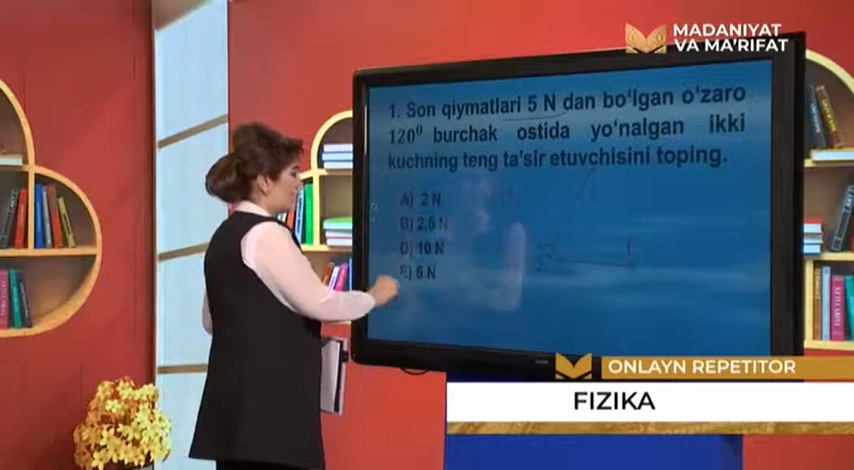 MADANIYAT
VA MA'RIFAT
1. Son qiymatlari 5 N dan bo'lgan o'zaro
120⁰ burchak ostida yo'nalgan ikki
kuchning teng ta'sir etuvchisini toping.
A) 2 N
B) 2,5 N
D) 10 N
E) 5 N
ONLAYN REPETITOR
FIZIKA